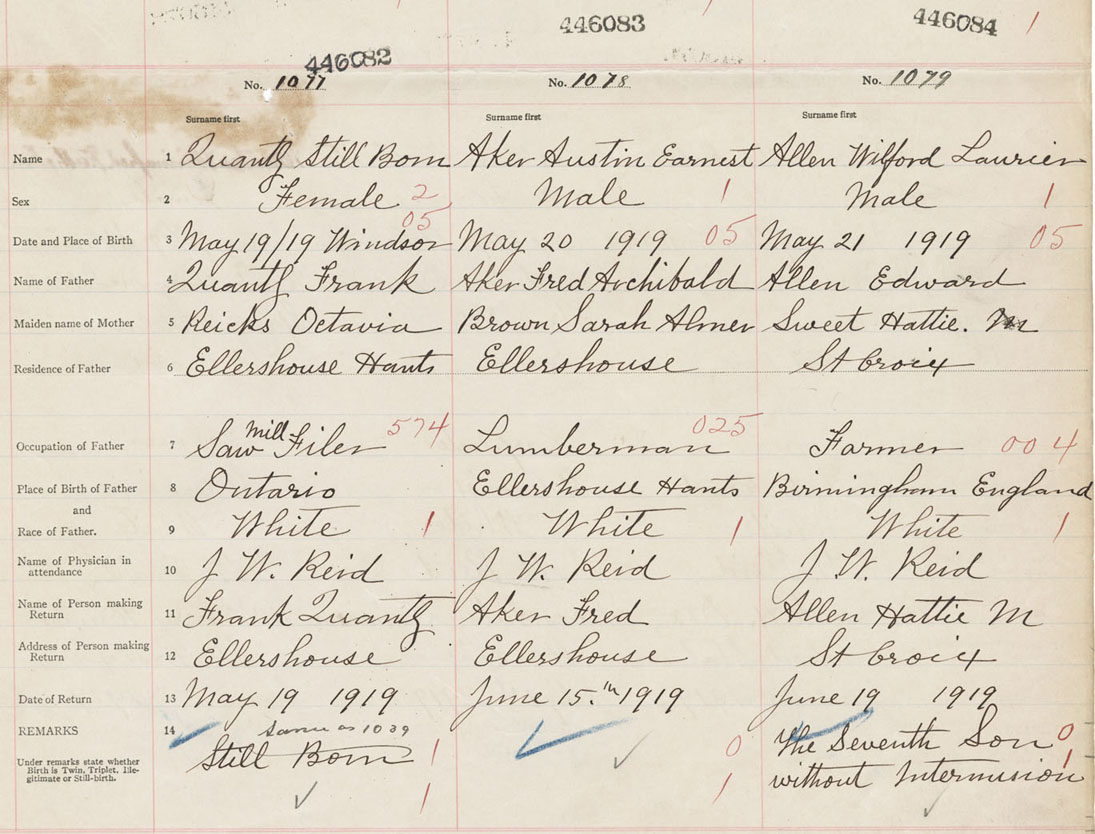 446082 446083 446084 1
No. 1077 No. 1078 No. 1079
Surname first Surname first Surname first
Name 1 Quantz Still Born Aker Austin Earnest Allen Wilford Laurier
Sex 2 Female 2 Male 1 Male 1
05
Date and Place of Birth 3 May 19/19 Windsor May 20 1919 05 May 21 1919 05
Name of Father 4 Quantz Frank Aker Fred Archibald Allen Edward
Maiden name of Mother 5 Reicks Octavia Brown Sarah Almer Sweet Hattie. M
Residence of Father 6 Ellershouse Hants Ellershouse St Croix
Occupation of Father 7 Saw mill Filer 574 Lumberman 025 Farmer 004
Place of Birth of Father 8 Ontario Ellershouse Hants Birmingham England
and
Race of Father. 9 White 1 White 1 White 1
Name of Physician in
attendance 10 J W. Reid J W. Reid J W. Reid
Name of Person making
Return 11 Frank Quantz Aker Fred Allen Hattie M
Address of Person making
Return 12 Ellershouse Ellershouse St Croix
Date of Return 13 May 19 1919 June 15.th 1919 June 19 1919
REMARKS 14 same as 1039
Still Born 1 0 The Seventh Son 0
Under remarks state whether
Birth is Twin, Triplet, Ille-
gitimate or Still-birth.
1 1 without Intermision 1